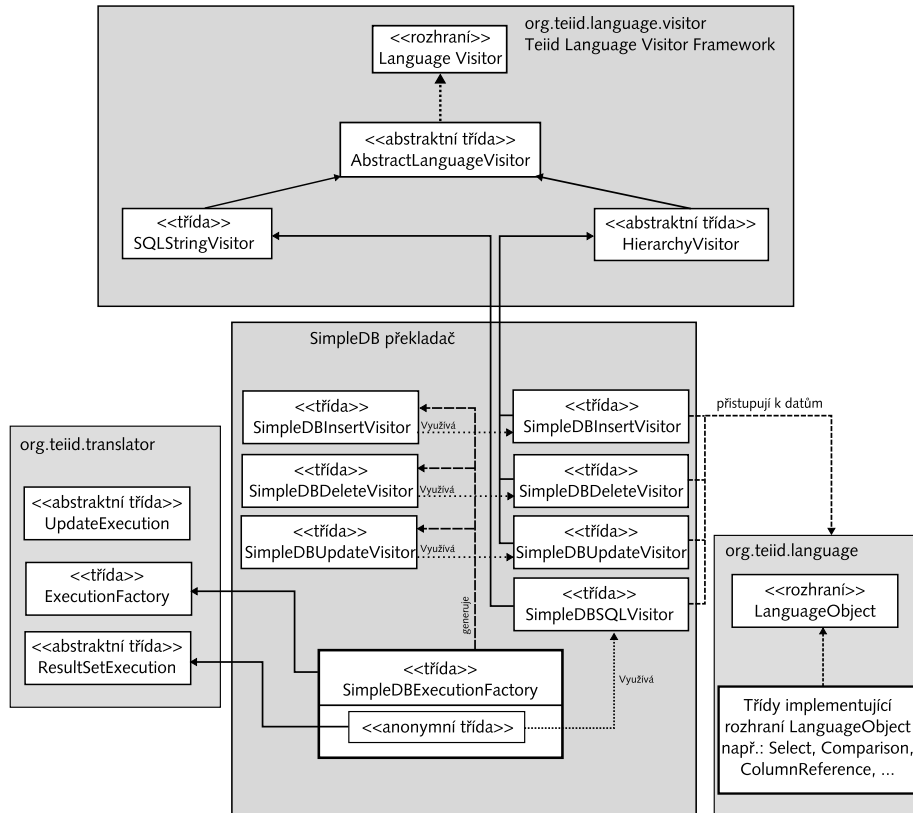 org.teiid.language.visitor
Teiid Language Visitor Framework
<<rozhraní>>
Language Visitor
<<abstraktní třída>>
AbstractLanguageVisitor
<<třída>>
SQLStringVisitor
<<abstraktní třída>>
HierarchyVisitor
SimpleDB překladač
<<třída>>
SimpleDBInsertVisitor
Využívá
<<třída>>
SimpleDBInsertVisitor
přistupují k datům
org.teiid.translator
<<třída>>
SimpleDBDeleteVisitor
Využívá
<<třída>>
SimpleDBDeleteVisitor
<<abstraktní třída>>
UpdateExecution
<<třída>>
SimpleDBUpdateVisitor
Využívá
<<třída>>
SimpleDBUpdateVisitor
org.teiid.language
<<třída>>
ExecutionFactory
<<třída>>
SimpleDBSQLVisitor
<<rozhraní>>
LanguageObject
generuje
<<abstraktní třída>>
ResultSetExecution
<<třída>>
SimpleDBExecutionFactory
Využívá
<<anonymní třída>>
Třídy implementující
rozhraní LanguageObject
např.: Select, Comparison,
ColumnReference, ...